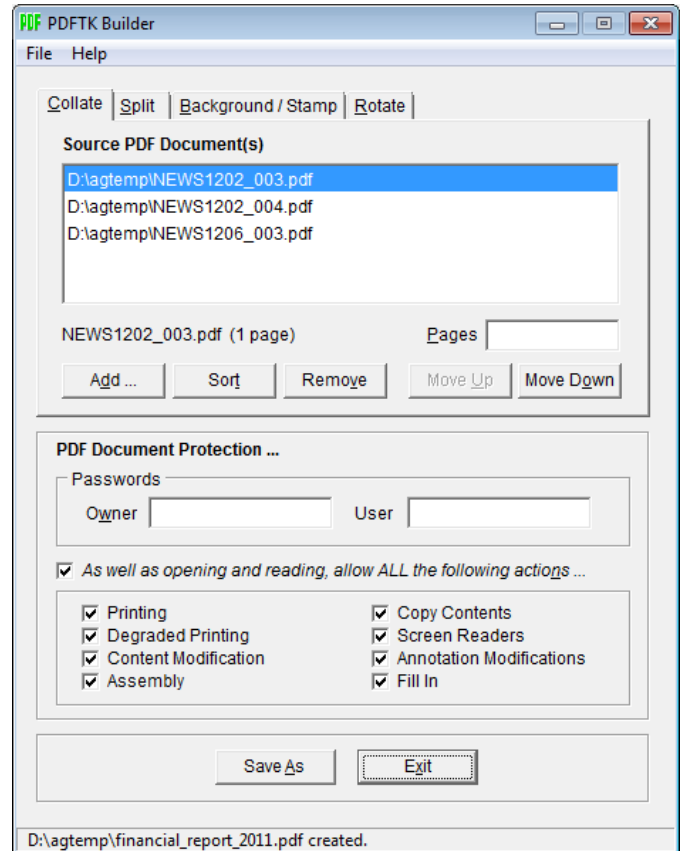 PDF PDFTK Builder
File Help
Collate Split Background / Stamp Rotate
Source PDF Document(s)
D:\agtemp\NEWS1202_003.pdf
D:\agtemp\NEWS1202_004.pdf
D:\agtemp\NEWS1206_003.pdf
NEWS1202_003.pdf (1 page) Pages
Add ... Sort Remove Move Up Move Down
PDF Document Protection ...
Passwords
Owner User
As well as opening and reading, allow ALL the following actions ...
Printing Copy Contents
Degraded Printing Screen Readers
Content Modification Annotation Modifications
Assembly Fill In
Save As Exit
D:\agtemp\financial_report_2011.pdf created.